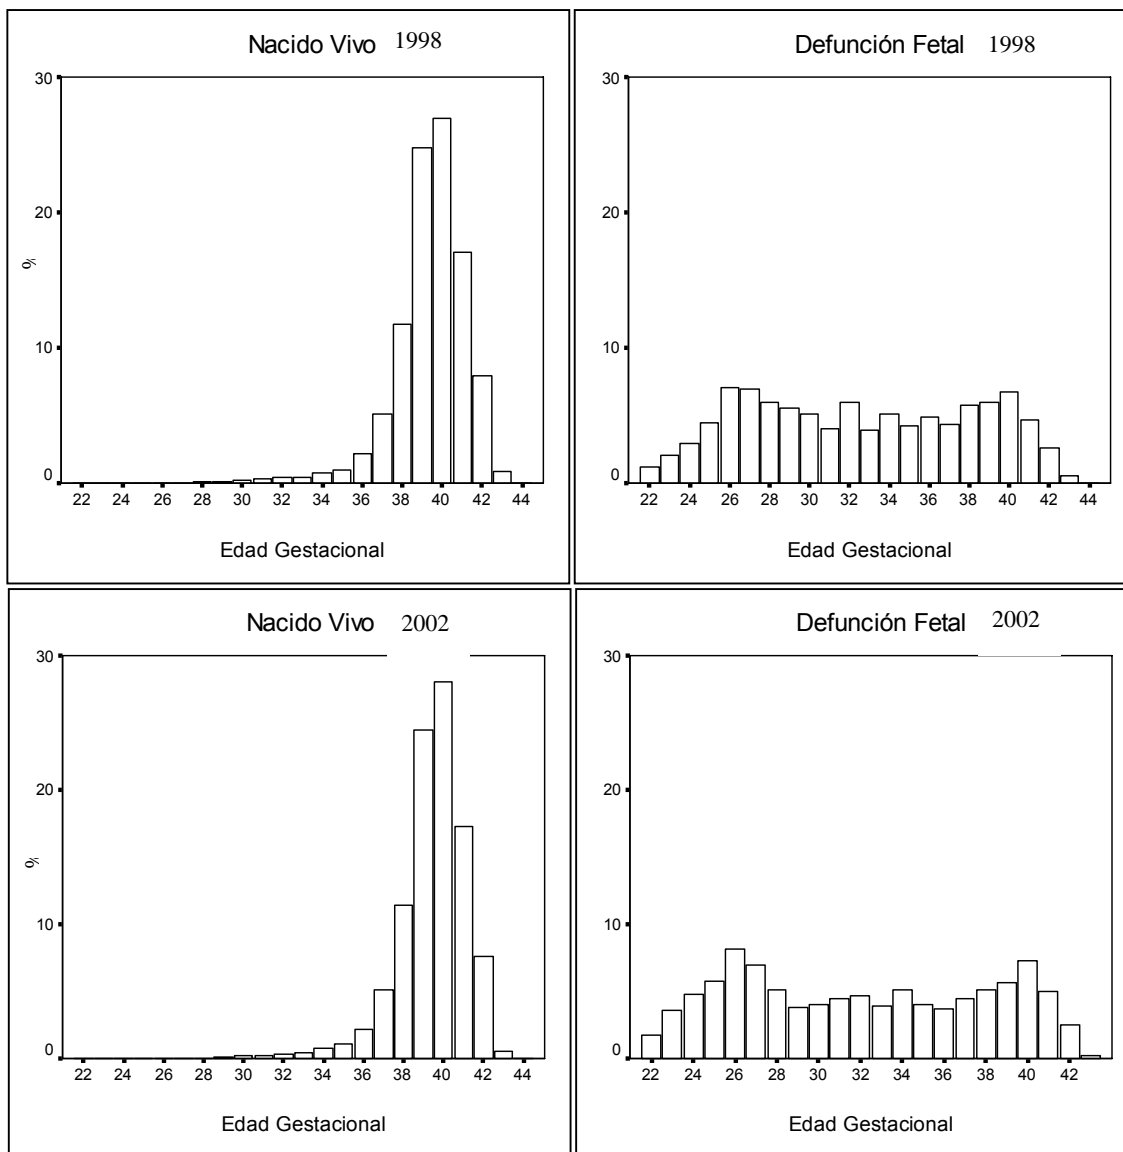 Nacido Vivo 1998
30
20
10
0
%
22 24 26 28 30 32 34 36 38 40 42 44
Edad Gestacional
Defunción Fetal 1998
30
20
10
0
22 24 26 28 30 32 34 36 38 40 42 44
Edad Gestacional
Nacido Vivo 2002
30
20
10
0
%
22 24 26 28 30 32 34 36 38 40 42 44
Edad Gestacional
Defunción Fetal 2002
30
20
10
0
22 24 26 28 30 32 34 36 38 40 42
Edad Gestacional